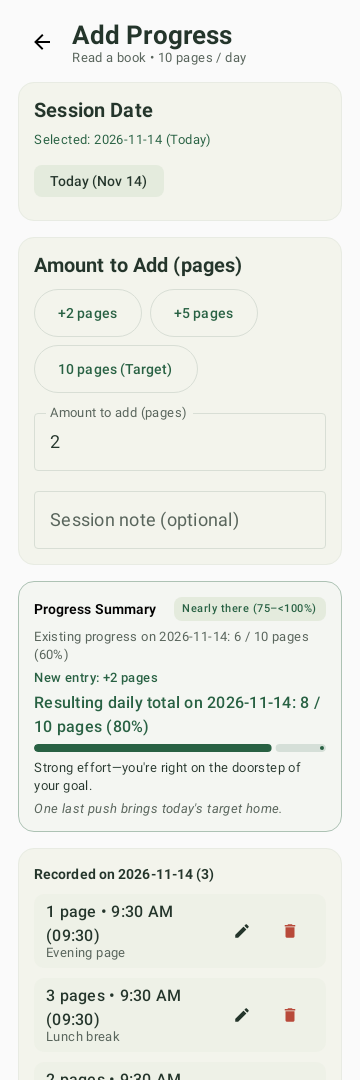 Add Progress
Read a book • 10 pages / day
Session Date
Selected: 2026-11-14 (Today)
Today (Nov 14)
Amount to Add (pages)
+2 pages
+5 pages
10 pages (Target)
Amount to add (pages)
2
Session note (optional)
Progress Summary
Nearly there (75–<100%)
Existing progress on 2026-11-14: 6 / 10 pages
(60%)
New entry: +2 pages
Resulting daily total on 2026-11-14: 8 /
10 pages (80%)
Strong effort—you're right on the doorstep of
your goal.
One last push brings today's target home.
Recorded on 2026-11-14 (3)
1 page • 9:30 AM
(09:30)
Evening page
3 pages • 9:30 AM
(09:30)
Lunch break
2 pages • 9:30 AM